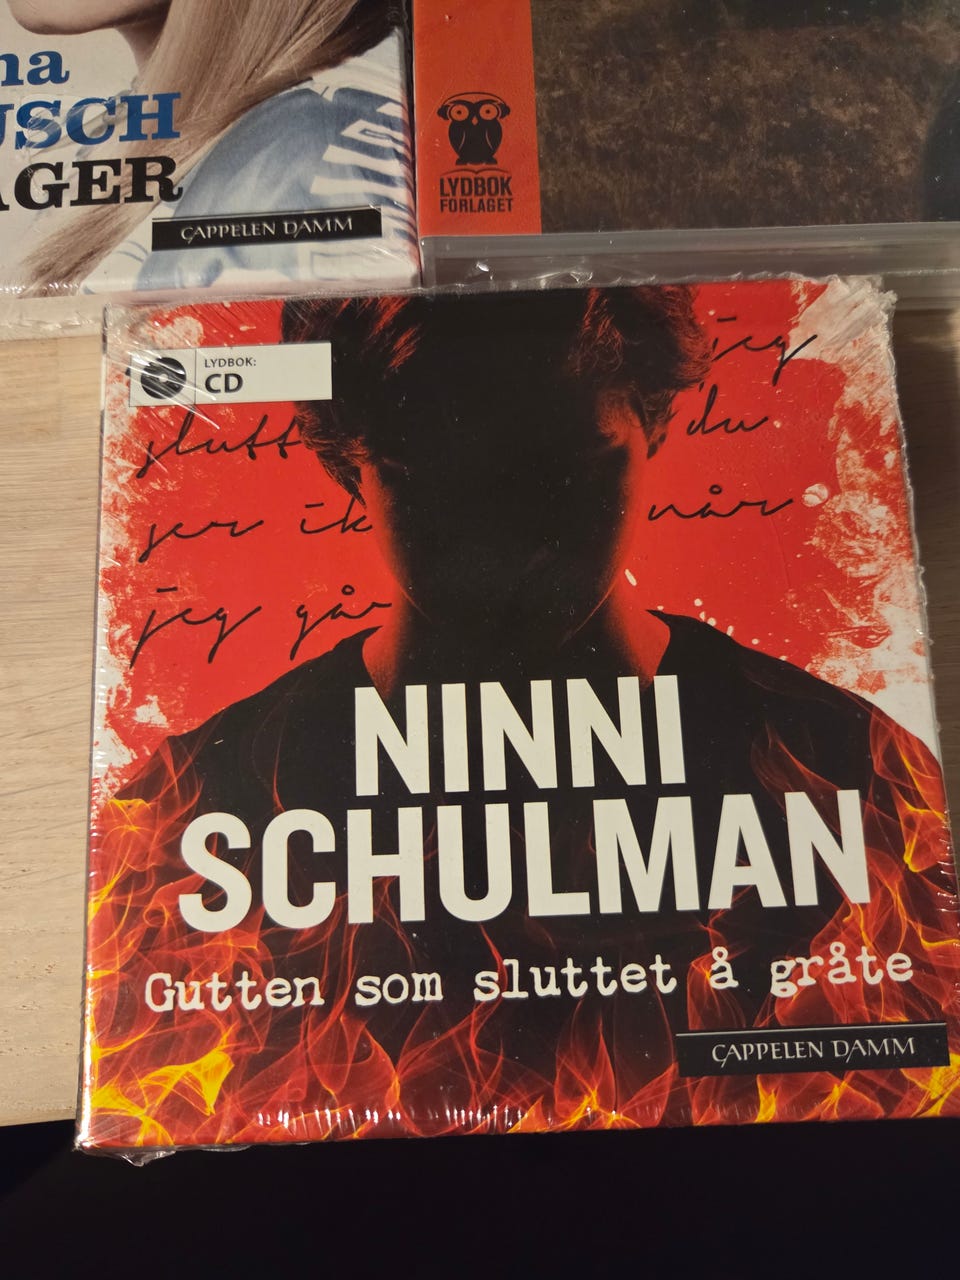 na
USCH
AGER
CAPPELEN DAMM
LYDBOK
FORLAGET
LYDBOK:
CD
jeg
slutt
du
ser ik
når
jeg går
NINNI
SCHULMAN
Gutten som sluttet å gråte
CAPPELEN DAMM